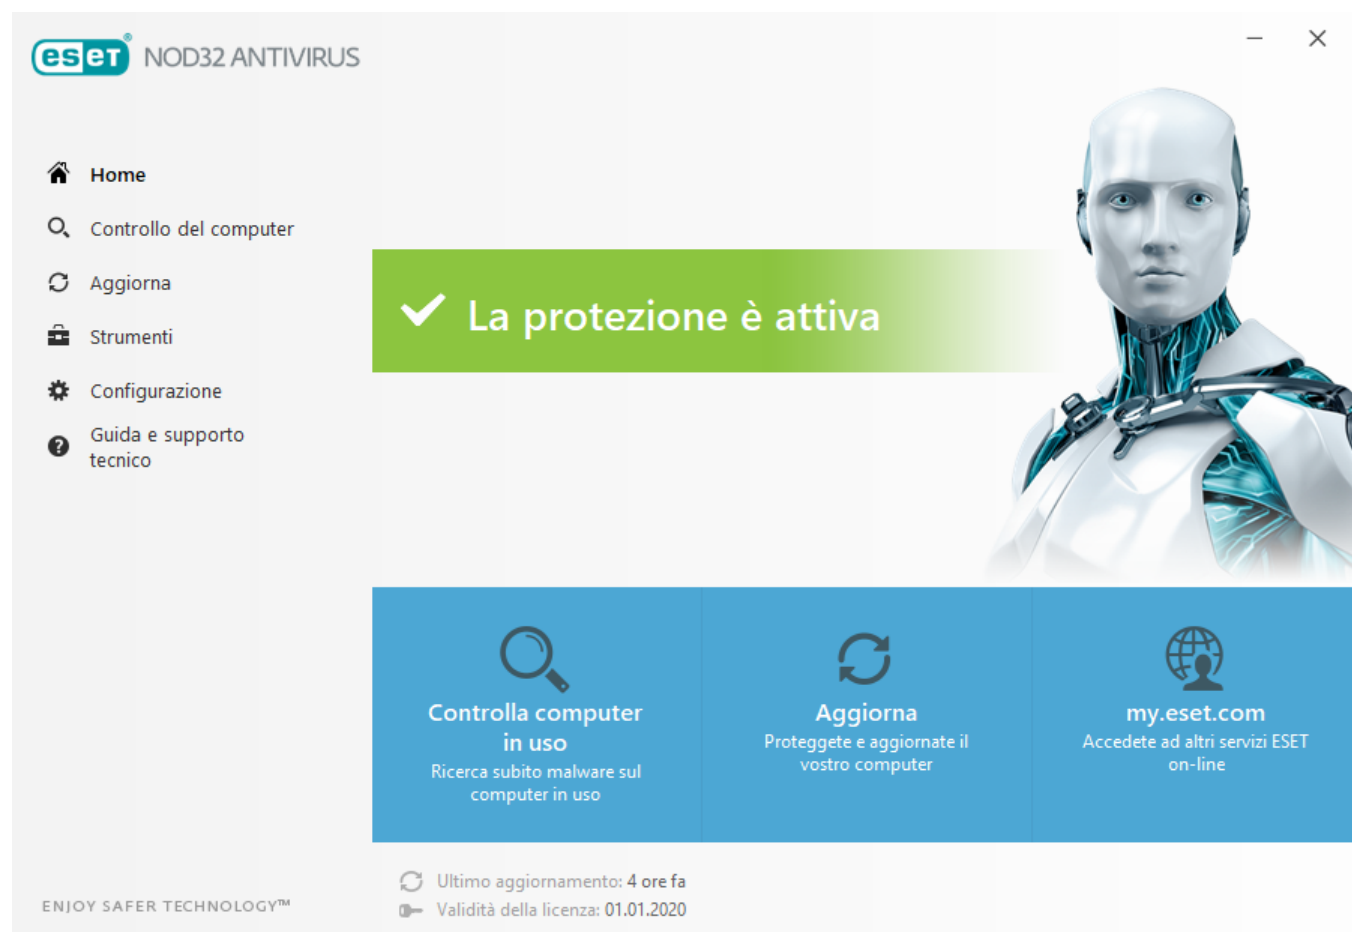 eset® NOD32 ANTIVIRUS
Home
Controllo del computer
Aggiorna
Strumenti
Configurazione
Guida e supporto
tecnico
La protezione è attiva
Controlla computer
in uso
Ricerca subito malware sul
computer in uso
Aggiorna
Proteggete e aggiornate il
vostro computer
my.eset.com
Accedete ad altri servizi ESET
on-line
Ultimo aggiornamento: 4 ore fa
Validità della licenza: 01.01.2020
ENJOY SAFER TECHNOLOGY™